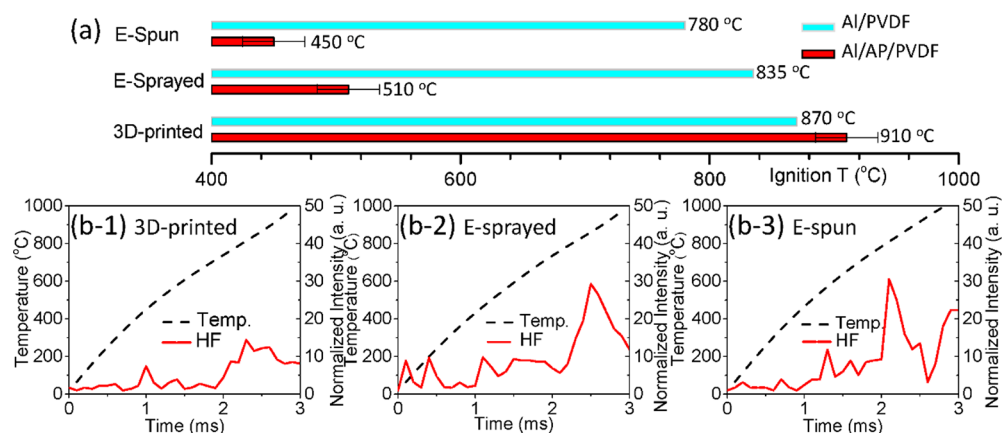 (a)
E-Spun
780 °C
450 °C
Al/PVDF
Al/AP/PVDF
E-Sprayed
835 °C
510 °C
3D-printed
870 °C
910 °C
400 600 800 1000
Ignition T (°C)
(b-1) 3D-printed
Temperature (°C)
1000
800
600
400
200
0
Temp.
HF
50
40
30
20
10
0
Normalized Intensity (a. u.)
0 1 2 3
Time (ms)
(b-2) E-sprayed
Temperature (°C)
1000
800
600
400
200
0
Temp.
HF
50
40
30
20
10
0
Normalized Intensity (a. u.)
0 1 2 3
Time (ms)
(b-3) E-spun
Temperature (°C)
1000
800
600
400
200
0
Temp.
HF
50
40
30
20
10
0
Normalized Intensity (a. u.)
0 1 2 3
Time (ms)